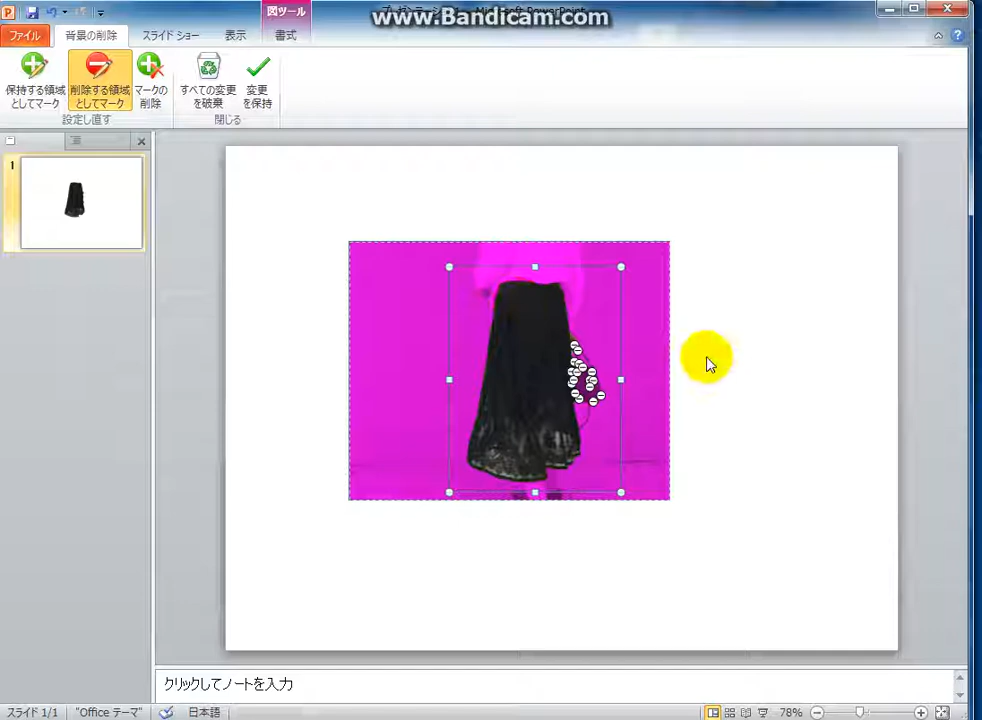 www.Bandicam.com
図ツール
ファイル
背景の削除
スライド ショー
表示
書式
保持する領域
としてマーク
削除する領域
としてマーク
マークの
削除
すべての変更
を破棄
変更
を保持
設定し直す
閉じる
1
クリックしてノートを入力
スライド 1/1
"Office テーマ"
日本語
78%